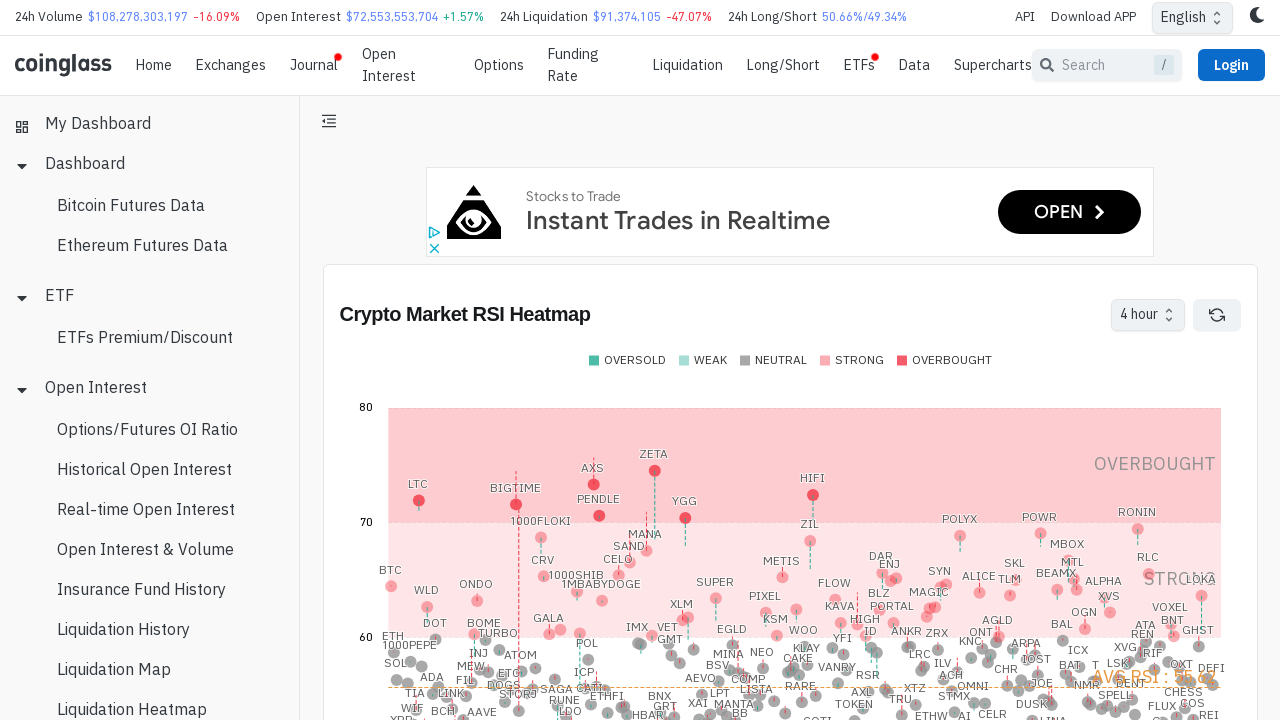 24h Volume $108,278,303,197 -16.09% Open Interest $72,553,553,704 +1.57% 24h Liquidation $91,374,105 -47.07% 24h Long/Short 50.66%/49.34% API Download APP English
coinglass Home Exchanges Journal Open Interest Options Funding Rate Liquidation Long/Short ETFs Data Supercharts Search / Login
My Dashboard
Dashboard
Bitcoin Futures Data
Ethereum Futures Data
ETF
ETFs Premium/Discount
Open Interest
Options/Futures OI Ratio
Historical Open Interest
Real-time Open Interest
Open Interest & Volume
Insurance Fund History
Liquidation History
Liquidation Map
Liquidation Heatmap
Stocks to Trade
Instant Trades in Realtime
OPEN
Crypto Market RSI Heatmap
4 hour
OVERSOLD WEAK NEUTRAL STRONG OVERBOUGHT
80
ZETA
OVERBOUGHT
AXS
HIFI
LTC
BIGTIME
PENDLE
YGG
RONIN
POWR
70
1000FLOKI
POLYX
ZIL
MANA
SAND
MBOX
CRV
CELO
METIS
DAR
ENJ
SKL
MTL
RLC
BTC
1000SHIB
SYN
ALICE
TLM
BEAMX
STRONG
WLD
ONDO
1MBABYDOGE
SUPER
FLOW
BLZ
MAGIC
ALPHA
XVS
PIXEL
XLM
KAVA
PORTAL
OGN
VOXEL
DOT
BOME
GALA
KSM
HIGH
AGLD
BAL
ATA
BNT
60
ETH
TURBO
IMX
VET
EGLD
WOO
YFI
ID
ANKR
ZRX
ONT
REN
GHST
1000PEPE
INJ
ATOM
POL
GMT
MINA
NEO
KLAY
CAKE
LRC
KNC
ARPA
ICX
XVG
RIF
SOL
MEW
BSV
VANRY
ILV
IOST
BAT
LSK
OXT
DEFI
ADA
FIL
ETC
ICP
AEVO
COMP
RSR
ACH
CHR
AVG RSI : 55.62
TIA
LINK
SAGA
ETHFI
BNX
LPT
LISTA
RARE
AXL
XTZ
OMNI
JOE
NMR
DENT
CHESS
WIF
BCH
AAVE
RUNE
GRT
XAI
MANTA
TOKEN
TRU
STMX
DUSK
SPELL
COS
LDO
HBAR
BB
ETHW
AI
CELR
FLUX
REI